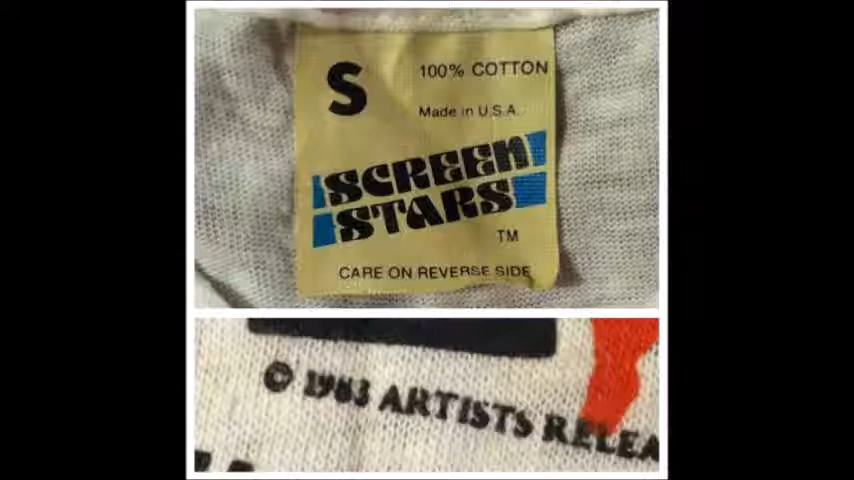 S
100% COTTON
Made in U.S.A.
SCREEN
STARS
TM
CARE ON REVERSE SIDE
© 1983 ARTISTS RELEA